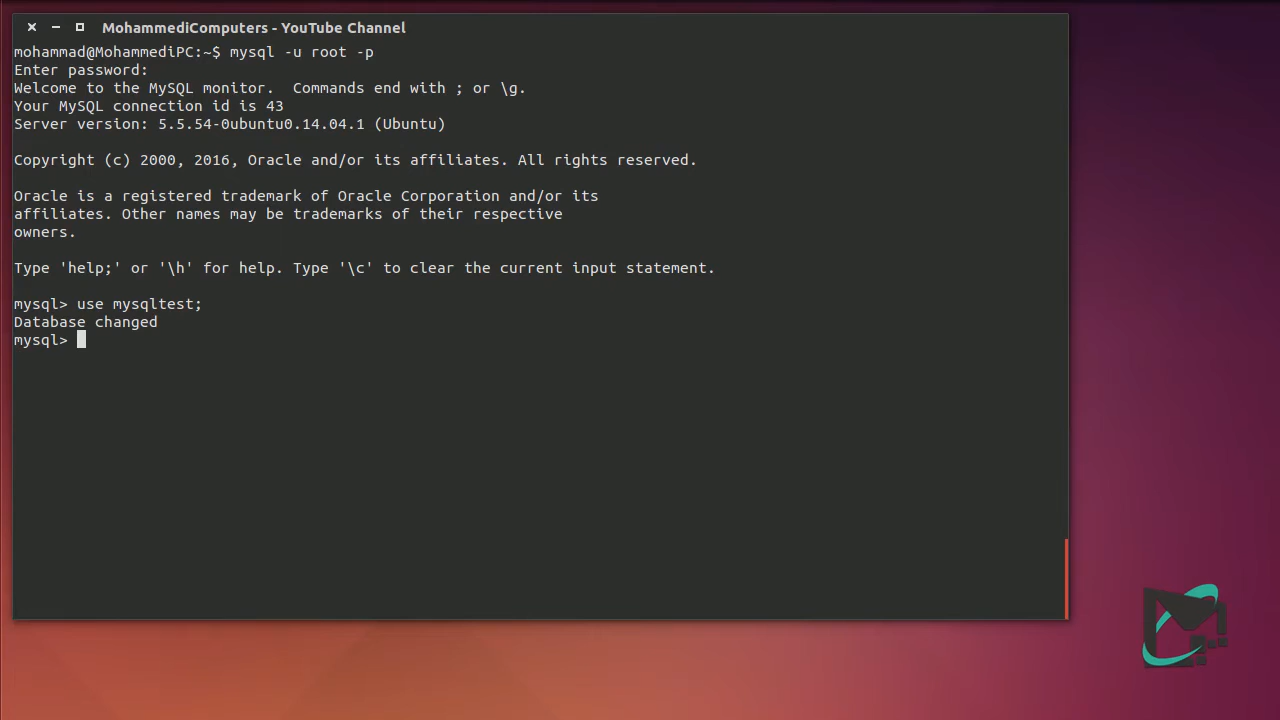 MohammediComputers - YouTube Channel
mohammad@MohammediPC:~$ mysql -u root -p
Enter password:
Welcome to the MySQL monitor.  Commands end with ; or \g.
Your MySQL connection id is 43
Server version: 5.5.54-0ubuntu0.14.04.1 (Ubuntu)
Copyright (c) 2000, 2016, Oracle and/or its affiliates. All rights reserved.
Oracle is a registered trademark of Oracle Corporation and/or its
affiliates. Other names may be trademarks of their respective
owners.
Type 'help;' or '\h' for help. Type '\c' to clear the current input statement.
mysql> use mysqltest;
Database changed
mysql>